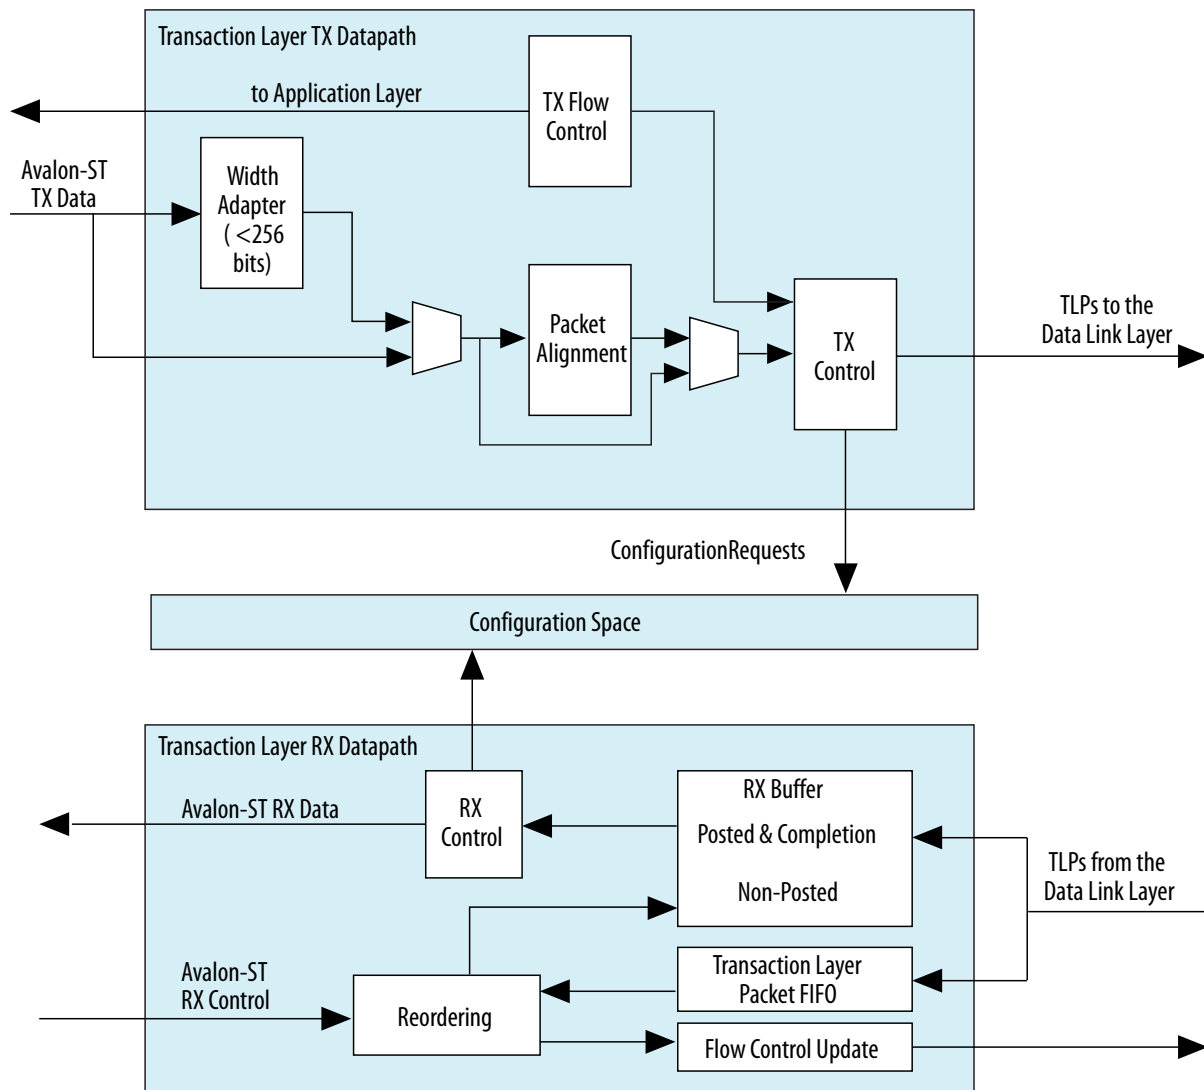 Transaction Layer TX Datapath
to Application Layer
TX Flow
Control
Avalon-ST
TX Data
Width
Adapter
( <256
bits)
Packet
Alignment
TX
Control
TLPs to the
Data Link Layer
ConfigurationRequests
Configuration Space
Transaction Layer RX Datapath
Avalon-ST RX Data
RX
Control
RX Buffer
Posted & Completion
Non-Posted
TLPs from the
Data Link Layer
Avalon-ST
RX Control
Reordering
Transaction Layer
Packet FIFO
Flow Control Update